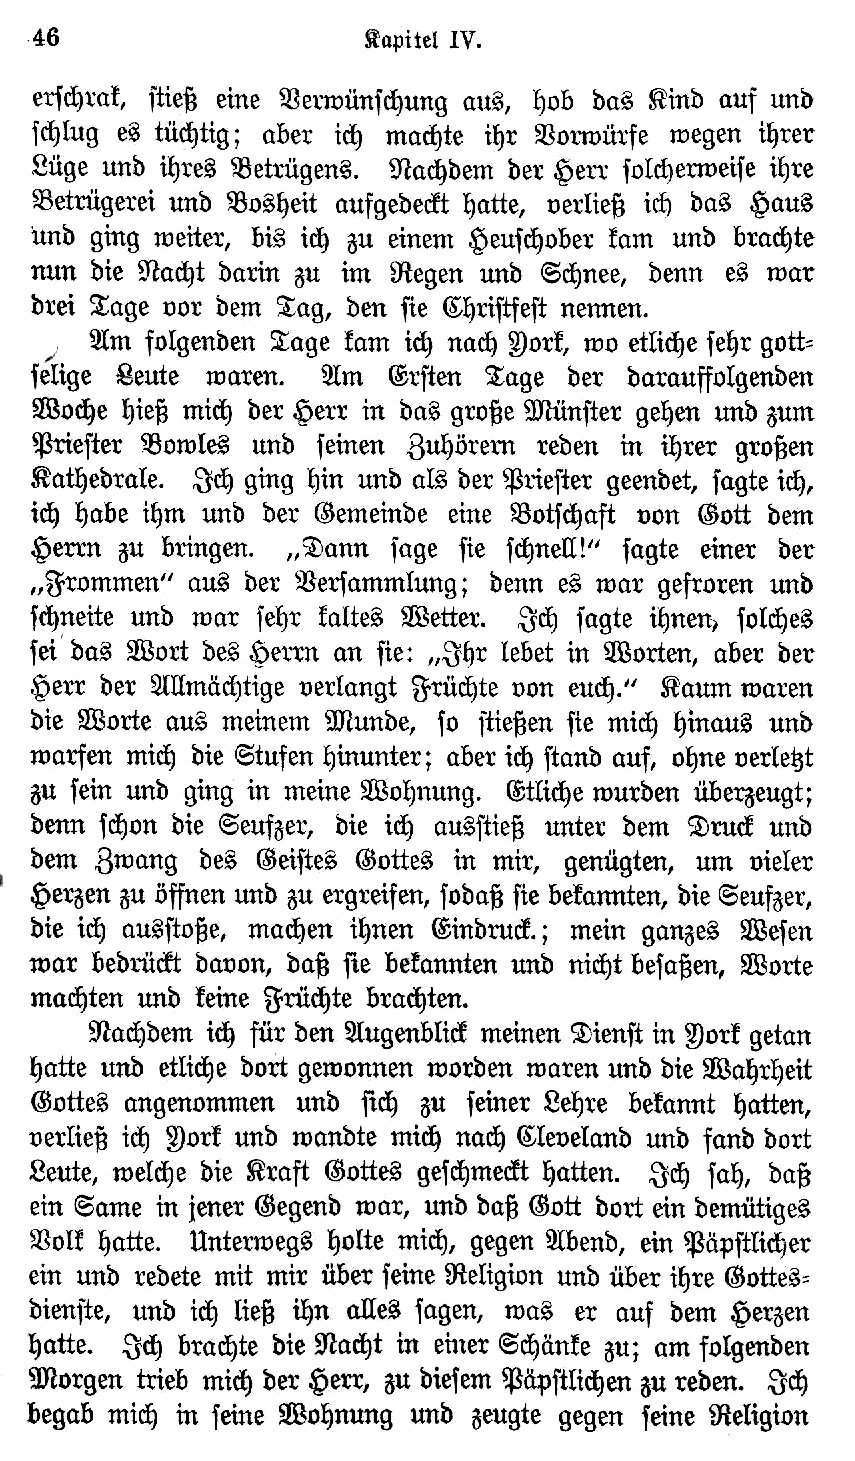 46 Kapitel IV.
erschrak, stieß eine Verwünschung aus, hob das Kind auf und
schlug es tüchtig; aber ich machte ihr Vorwürfe wegen ihrer
Lüge und ihres Betrügens. Nachdem der Herr solcherweise ihre
Betrügerei und Bosheit aufgedeckt hatte, verließ ich das Haus
und ging weiter, bis ich zu einem Heuschober kam und brachte
nun die Nacht darin zu im Regen und Schnee, denn es war
drei Tage vor dem Tag, den sie Christfest nennen.
Am folgenden Tage kam ich nach York, wo etliche sehr gott-
selige Leute waren. Am Ersten Tage der darauffolgenden
Woche hieß mich der Herr in das große Münster gehen und zum
Priester Bowles und seinen Zuhörern reden in ihrer großen
Kathedrale. Ich ging hin und als der Priester geendet, sagte ich,
ich habe ihm und der Gemeinde eine Botschaft von Gott dem
Herrn zu bringen. „Dann sage sie schnell!“ sagte einer der
„Frommen“ aus der Versammlung; denn es war gefroren und
schneite und war sehr kaltes Wetter. Ich sagte ihnen, solches
sei das Wort des Herrn an sie: „Ihr lebet in Worten, aber der
Herr der Allmächtige verlangt Früchte von euch.“ Kaum waren
die Worte aus meinem Munde, so stießen sie mich hinaus und
warfen mich die Stufen hinunter; aber ich stand auf, ohne verletzt
zu sein und ging in meine Wohnung. Etliche wurden überzeugt;
denn schon die Seufzer, die ich ausstieß unter dem Druck und
dem Zwang des Geistes Gottes in mir, genügten, um vieler
Herzen zu öffnen und zu ergreifen, sodaß sie bekannten, die Seufzer,
die ich ausstoße, machen ihnen Eindruck.; mein ganzes Wesen
war bedrückt davon, daß sie bekannten und nicht besaßen, Worte
machten und keine Früchte brachten.
Nachdem ich für den Augenblick meinen Dienst in York getan
hatte und etliche dort gewonnen worden waren und die Wahrheit
Gottes angenommen und sich zu seiner Lehre bekannt hatten,
verließ ich York und wandte mich nach Cleveland und fand dort
Leute, welche die Kraft Gottes geschmeckt hatten. Ich sah, daß
ein Same in jener Gegend war, und daß Gott dort ein demütiges
Volk hatte. Unterwegs holte mich, gegen Abend, ein Päpstlicher
ein und redete mit mir über seine Religion und über ihre Gottes-
dienste, und ich ließ ihn alles sagen, was er auf dem Herzen
hatte. Ich brachte die Nacht in einer Schänke zu; am folgenden
Morgen trieb mich der Herr, zu diesem Päpstlichen zu reden. Ich
begab mich in seine Wohnung und zeugte gegen seine Religion